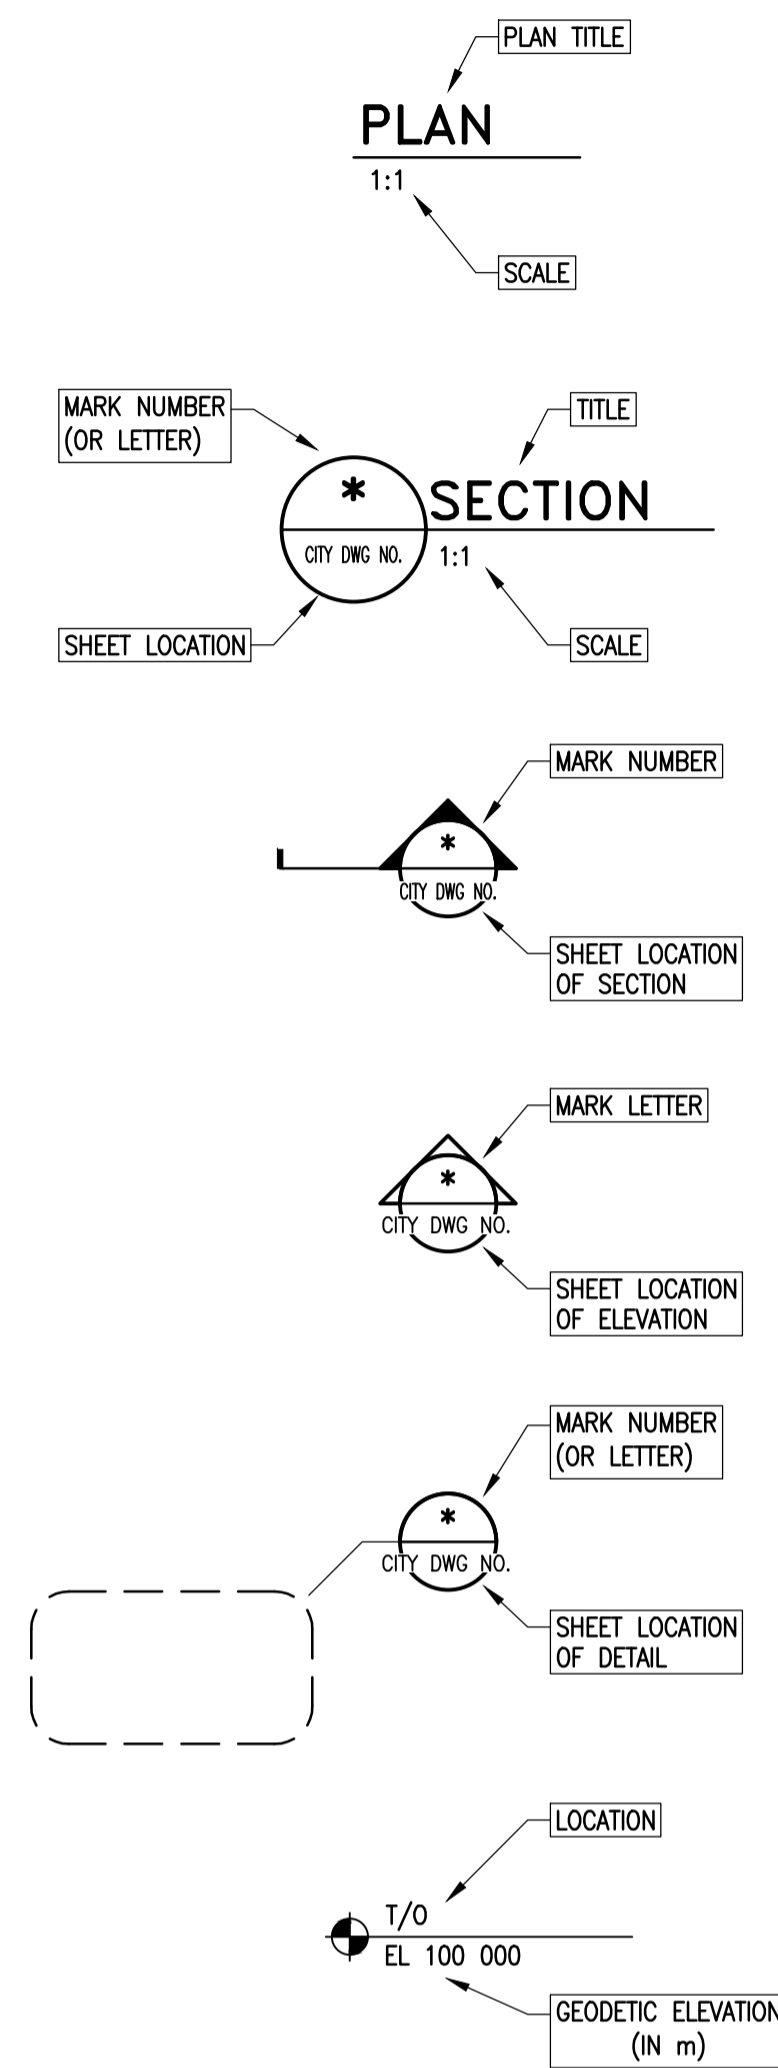 PLAN TITLE
PLAN
1:1
SCALE
MARK NUMBER
(OR LETTER)
TITLE
*
SECTION
CITY DWG NO.
1:1
SHEET LOCATION
SCALE
MARK NUMBER
*
CITY DWG NO.
SHEET LOCATION
OF SECTION
MARK LETTER
*
CITY DWG NO.
SHEET LOCATION
OF ELEVATION
MARK NUMBER
(OR LETTER)
*
CITY DWG NO.
SHEET LOCATION
OF DETAIL
LOCATION
T/O
EL 100 000
GEODETIC ELEVATION
(IN m)